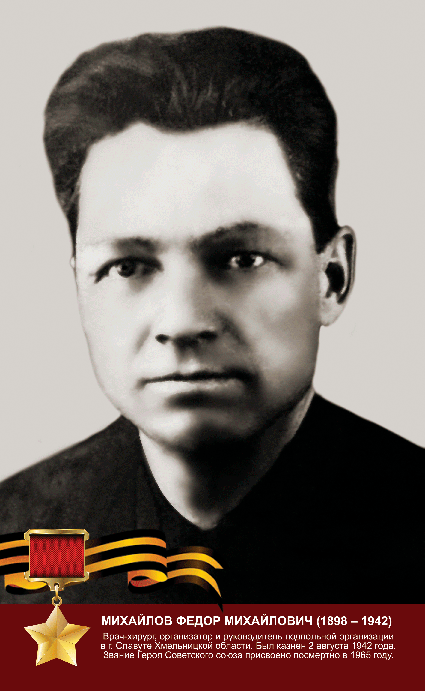 МИХАЙЛОВ ФЕДОР МИХАЙЛОВИЧ (1898 – 1942)
Врач-хирург, организатор и руководитель подпольной организации
в г. Славуте Хмельницкой области. Был казнен 2 августа 1942 года.
Звание Героя Советского союза присвоено посмертно в 1965 году.